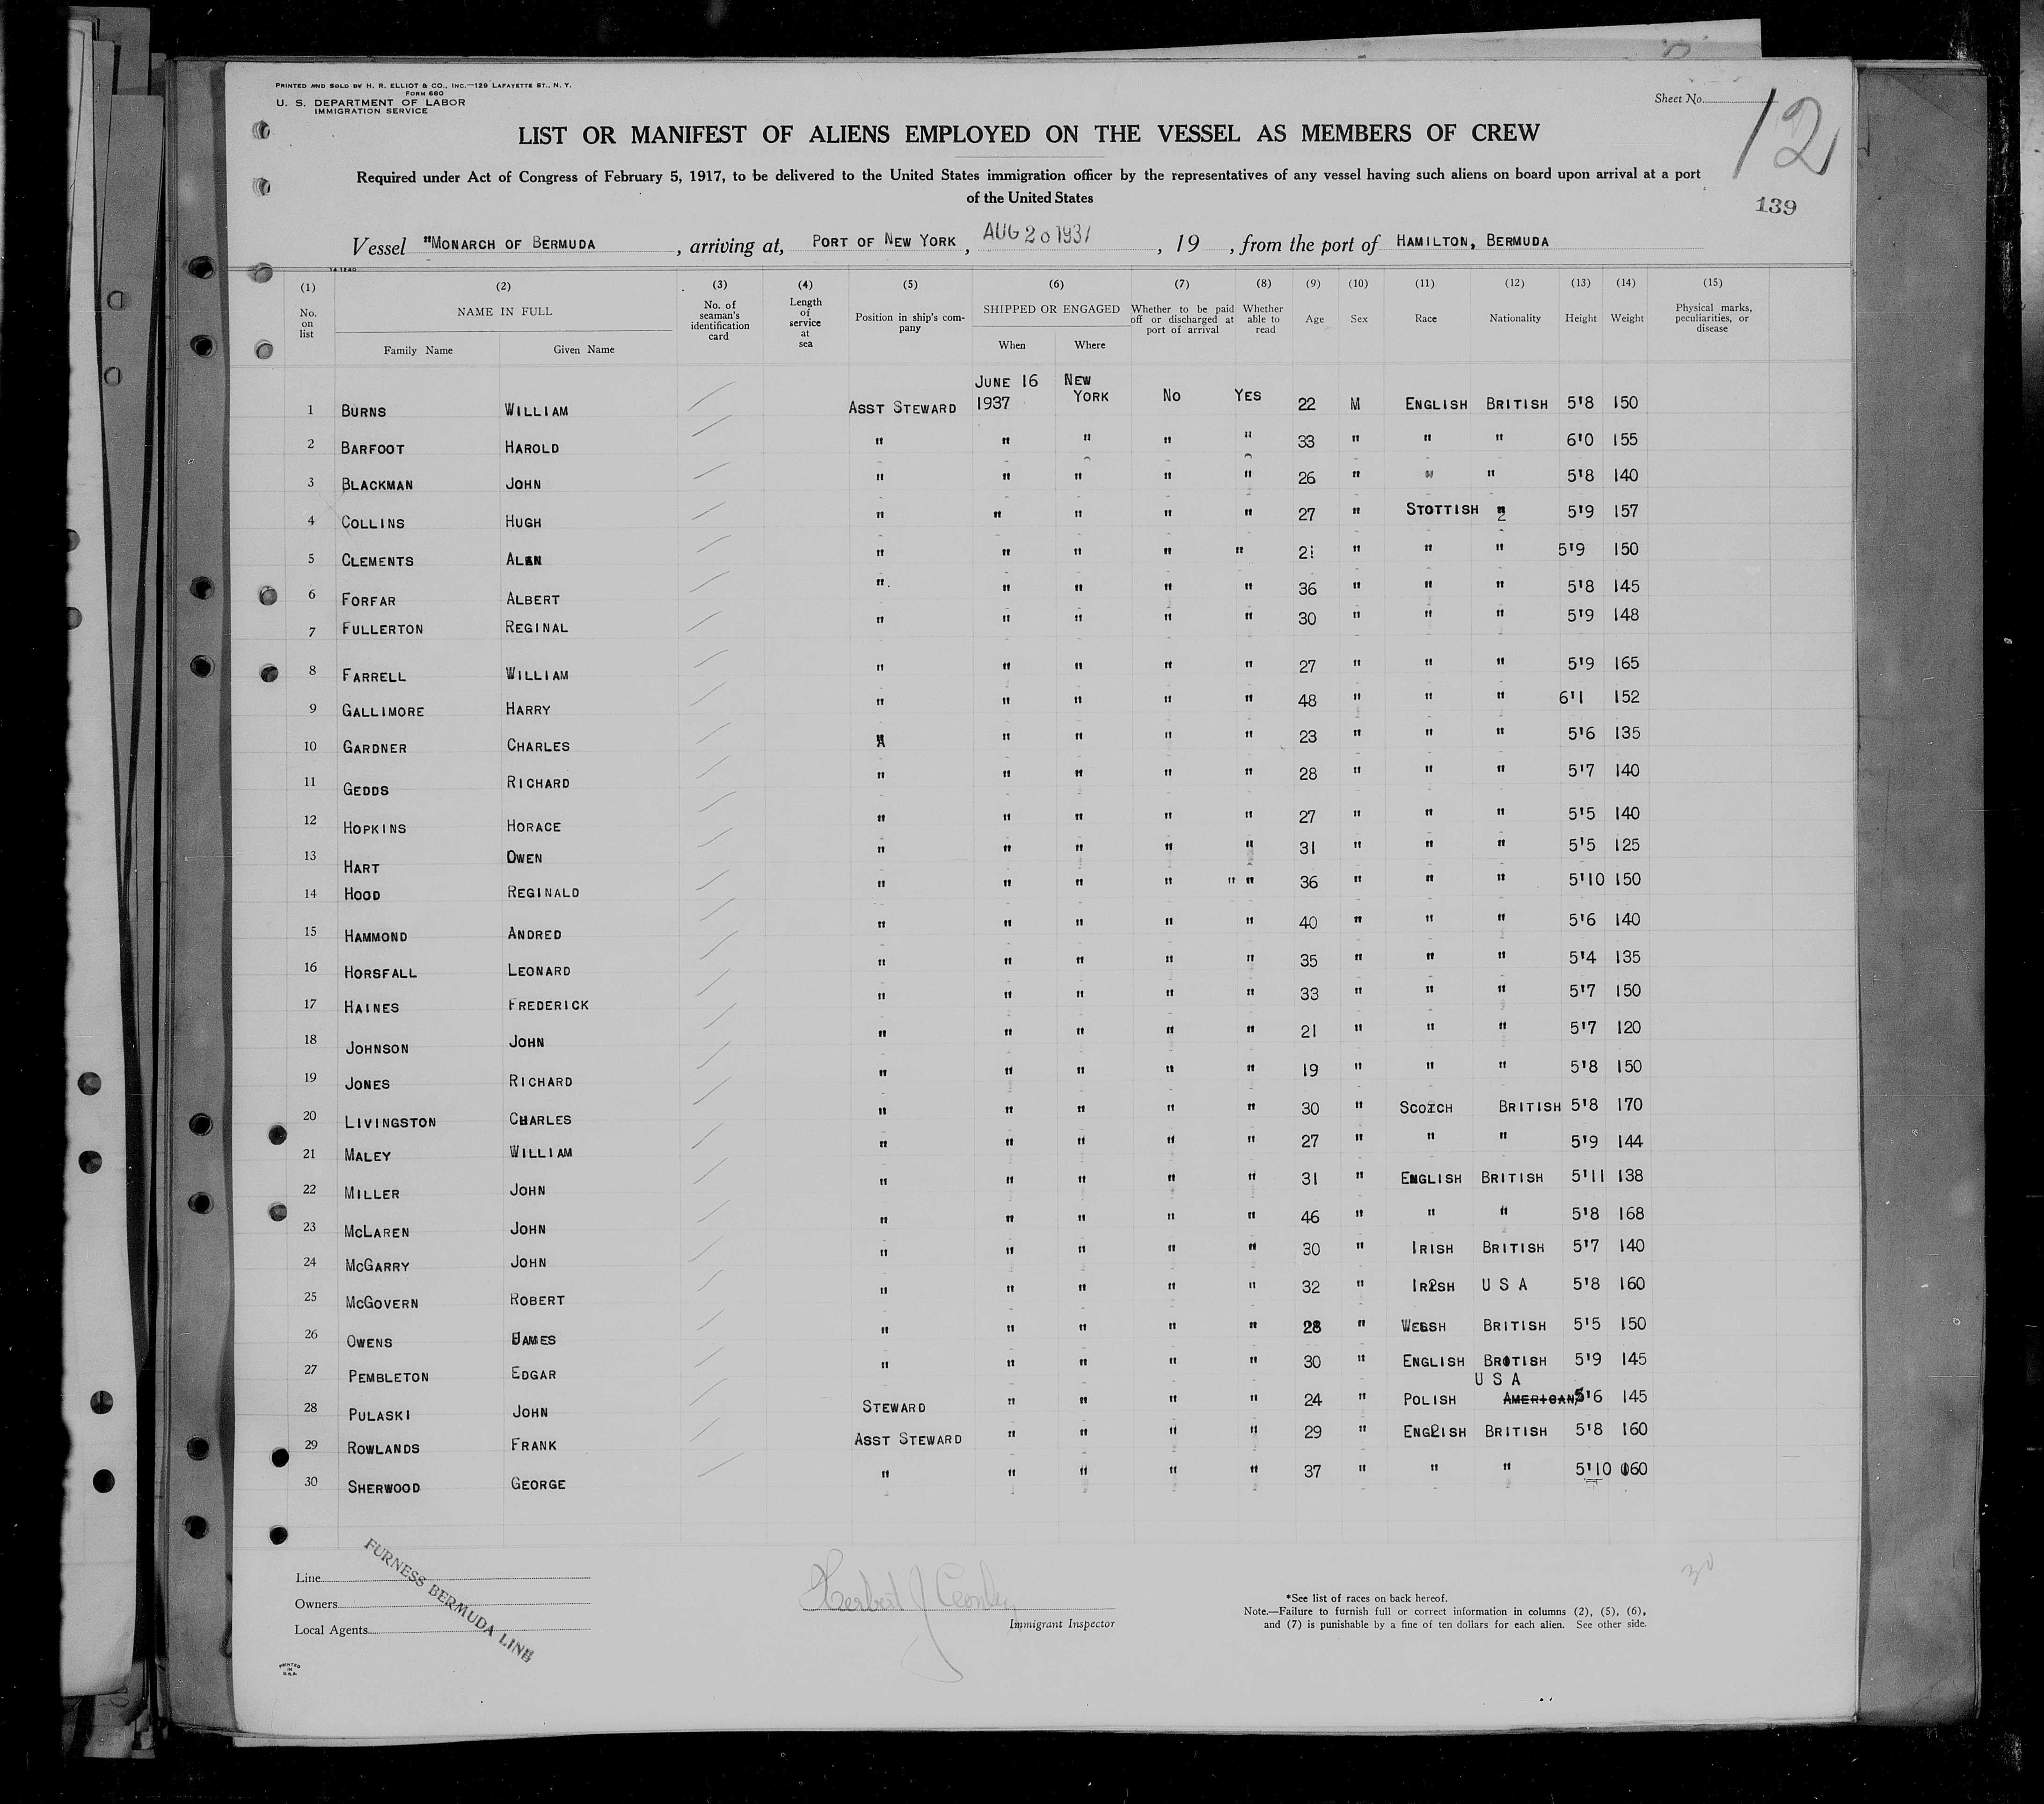 PRINTED AND SOLD BY H. R. ELLIOT & CO., INC.—129 LAFAYETTE ST., N. Y.
FORM 680
U. S. DEPARTMENT OF LABOR
IMMIGRATION SERVICE
Sheet No.
12
LIST OR MANIFEST OF ALIENS EMPLOYED ON THE VESSEL AS MEMBERS OF CREW
Required under Act of Congress of February 5, 1917, to be delivered to the United States immigration officer by the representatives of any vessel having such aliens on board upon arrival at a port
of the United States
139
Vessel "MONARCH OF BERMUDA , arriving at, PORT OF NEW YORK , AUG 20 1937 , 19 , from the port of HAMILTON, BERMUDA
(1) (2) (3) (4) (5) (6) (7) (8) (9) (10) (11) (12) (13) (14) (15)
No. on list NAME IN FULL Family Name Given Name No. of seaman's identification card Length of service at sea Position in ship's company SHIPPED OR ENGAGED When Where Whether to be paid off or discharged at port of arrival Whether able to read Age Sex Race Nationality Height Weight Physical marks, peculiarities, or disease
1 BURNS WILLIAM ASST STEWARD JUNE 16 1937 NEW YORK NO YES 22 M ENGLISH BRITISH 5'8 150
2 BARFOOT HAROLD " " " " " 33 " " " 6'0 155
3 BLACKMAN JOHN " " " " " 26 " " " 5'8 140
4 COLLINS HUGH " " " " " 27 " STOTTISH " 5'9 157
5 CLEMENTS ALAN " " " " " 21 " " " 5'9 150
6 FORFAR ALBERT " " " " " 36 " " " 5'8 145
7 FULLERTON REGINAL " " " " " 30 " " " 5'9 148
8 FARRELL WILLIAM " " " " " 27 " " " 5'9 165
9 GALLIMORE HARRY " " " " " 48 " " " 6'1 152
10 GARDNER CHARLES " " " " " 23 " " " 5'6 135
11 GEDDS RICHARD " " " " " 28 " " " 5'7 140
12 HOPKINS HORACE " " " " " 27 " " " 5'5 140
13 HART OWEN " " " " " 31 " " " 5'5 125
14 HOOD REGINALD " " " " " " 36 " " " 5'10 150
15 HAMMOND ANDRED " " " " " 40 " " " 5'6 140
16 HORSFALL LEONARD " " " " " 35 " " " 5'4 135
17 HAINES FREDERICK " " " " " 33 " " " 5'7 150
18 JOHNSON JOHN " " " " " 21 " " " 5'7 120
19 JONES RICHARD " " " " " 19 " " " 5'8 150
20 LIVINGSTON CHARLES " " " " " 30 " SCOTCH BRITISH 5'8 170
21 MALEY WILLIAM " " " " " 27 " " " 5'9 144
22 MILLER JOHN " " " " " 31 " ENGLISH BRITISH 5'11 138
23 MCLAREN JOHN " " " " " 46 " " " 5'8 168
24 MCGARRY JOHN " " " " " 30 " IRISH BRITISH 5'7 140
25 MCGOVERN ROBERT " " " " " 32 " IRISH U S A 5'8 160
26 OWENS JAMES " " " " " 28 " WELSH BRITISH 5'5 150
27 PEMBLETON EDGAR " " " " " 30 " ENGLISH BRITISH 5'9 145
28 PULASKI JOHN STEWARD " " " " 24 " POLISH U S A AMERICAN 5'6 145
29 ROWLANDS FRANK ASST STEWARD " " " " 29 " ENGLISH BRITISH 5'8 160
30 SHERWOOD GEORGE " " " " " 37 " " " 5'10 160
Line
Owners
Local Agents
FURNESS BERMUDA LINE
Herbert J
Immigrant Inspector
*See list of races on back hereof.
Note.—Failure to furnish full or correct information in columns (2), (5), (6),
and (7) is punishable by a fine of ten dollars for each alien. See other side.
30
PRINTED
IN
U.S.A.